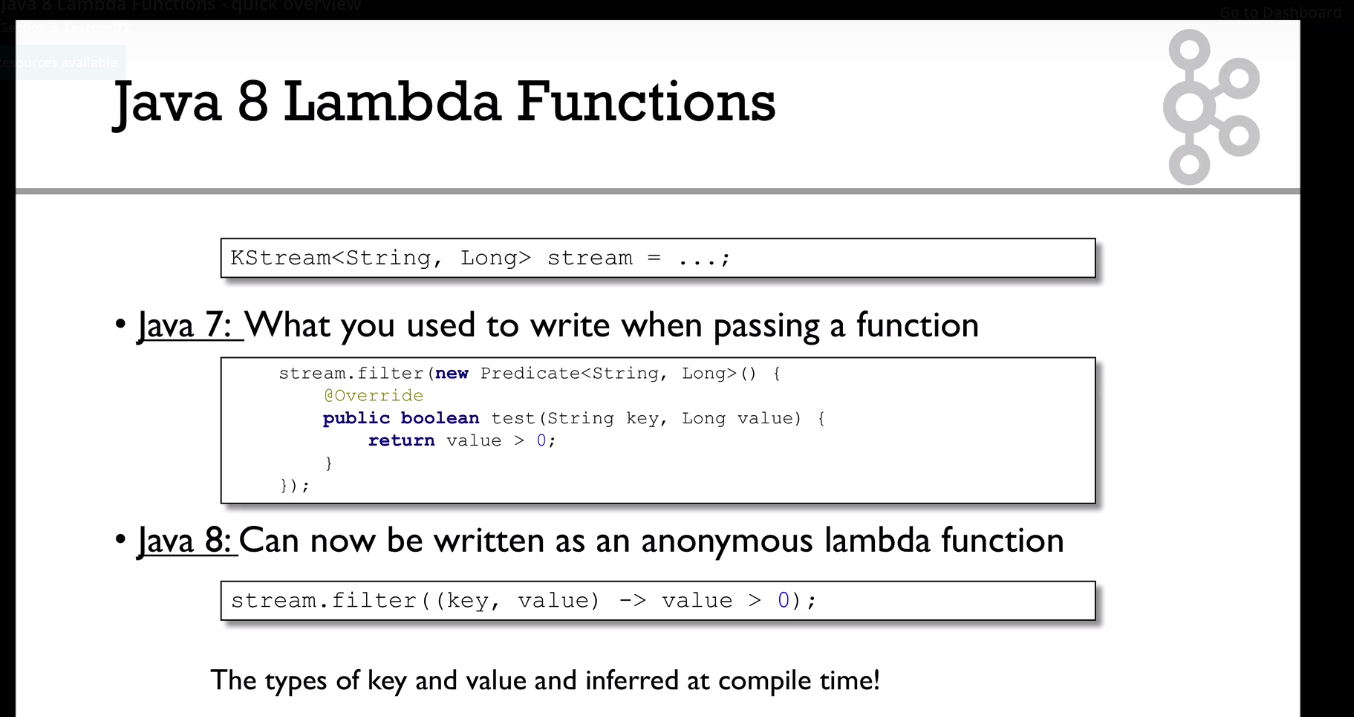 Java 8 Lambda Functions - quick overview
Go to Dashboard
resources available
Java 8 Lambda Functions
KStream<String, Long> stream = ...;
• Java 7: What you used to write when passing a function
stream.filter(new Predicate<String, Long>() {
@Override
public boolean test(String key, Long value) {
return value > 0;
}
});
• Java 8: Can now be written as an anonymous lambda function
stream.filter((key, value) -> value > 0);
The types of key and value and inferred at compile time!